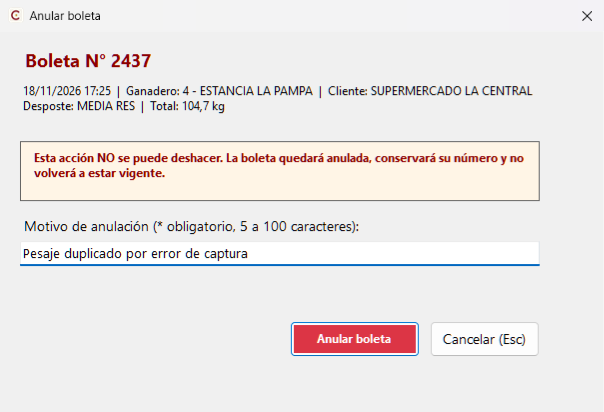 Anular boleta
Boleta N° 2437
18/11/2026 17:25 | Ganadero: 4 - ESTANCIA LA PAMPA | Cliente: SUPERMERCADO LA CENTRAL
Desposte: MEDIA RES | Total: 104,7 kg
Esta acción NO se puede deshacer. La boleta quedará anulada, conservará su número y no
volverá a estar vigente.
Motivo de anulación (* obligatorio, 5 a 100 caracteres):
Pesaje duplicado por error de captura
Anular boleta
Cancelar (Esc)